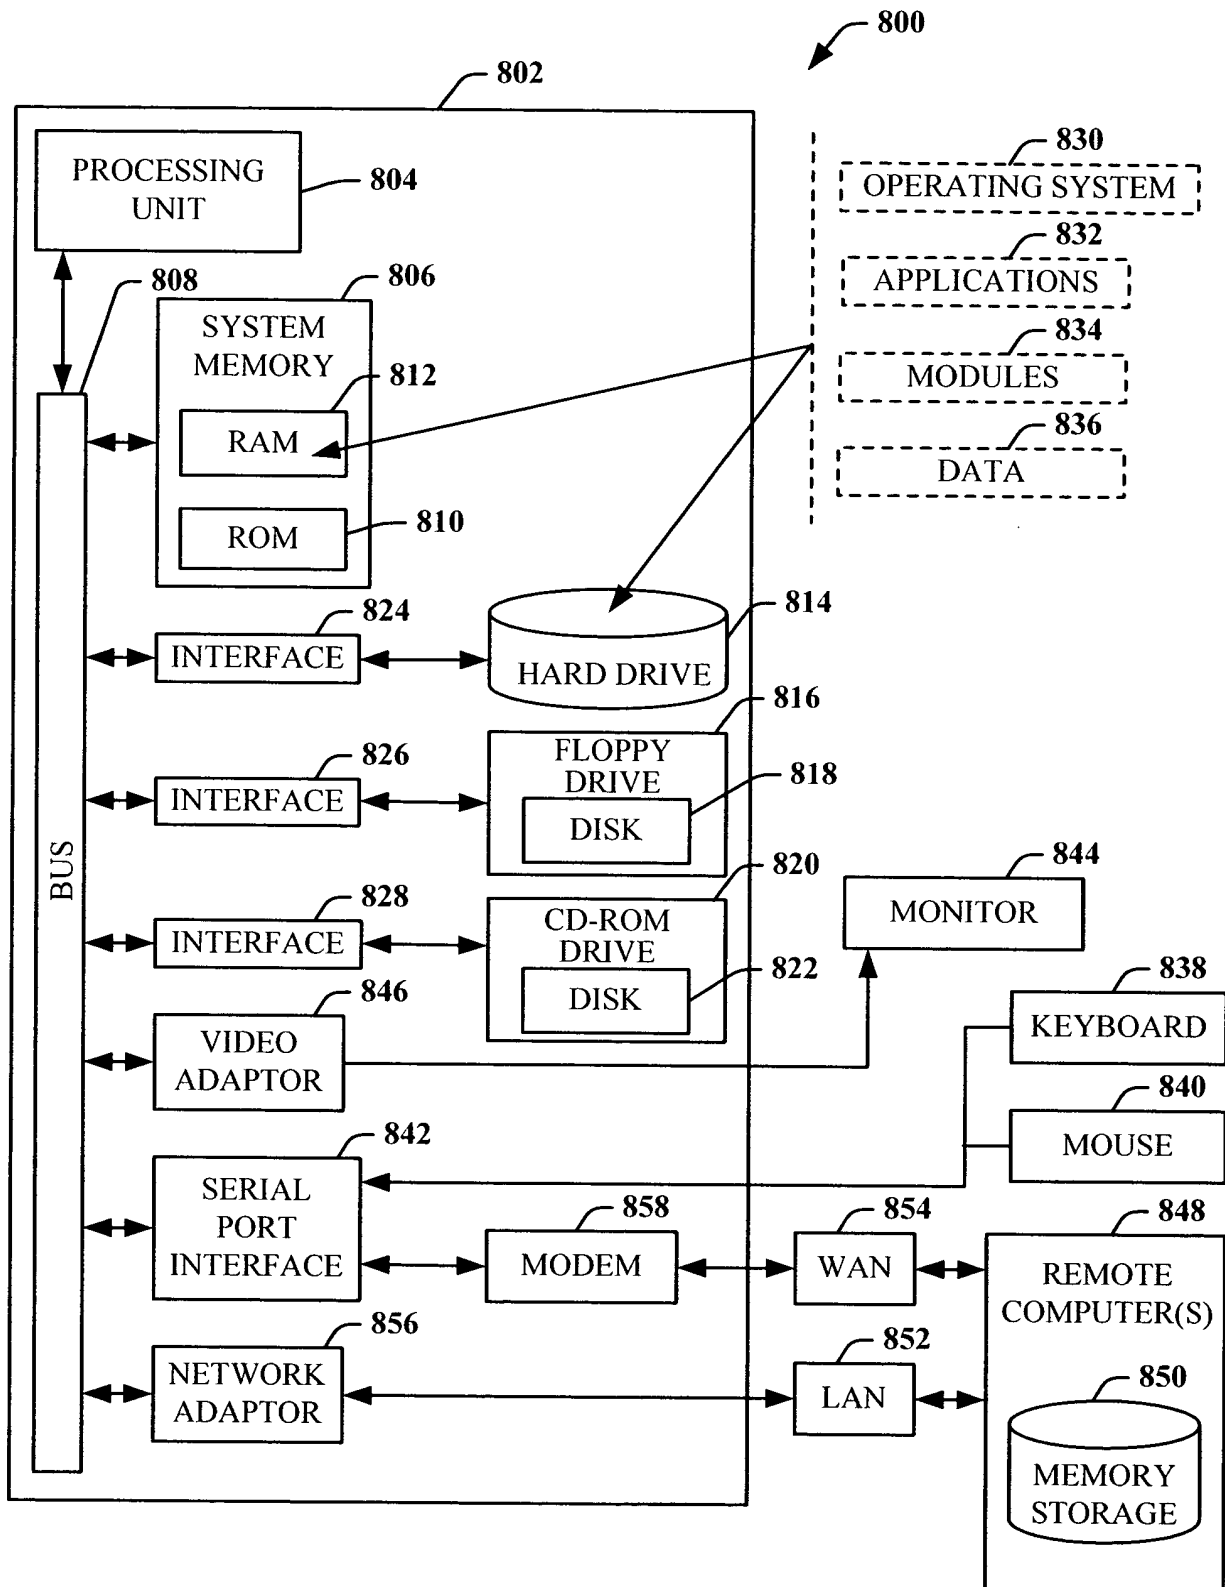 800
802
PROCESSING
UNIT
804
830
OPERATING SYSTEM
832
APPLICATIONS
834
MODULES
836
DATA
808
806
SYSTEM
MEMORY
812
RAM
810
ROM
824
INTERFACE
814
HARD DRIVE
816
826
INTERFACE
FLOPPY
DRIVE
818
DISK
BUS
820
828
INTERFACE
CD-ROM
DRIVE
822
DISK
844
MONITOR
846
VIDEO
ADAPTOR
838
KEYBOARD
840
MOUSE
842
SERIAL
PORT
INTERFACE
858
MODEM
854
WAN
848
REMOTE
COMPUTER(S)
856
NETWORK
ADAPTOR
852
LAN
850
MEMORY
STORAGE